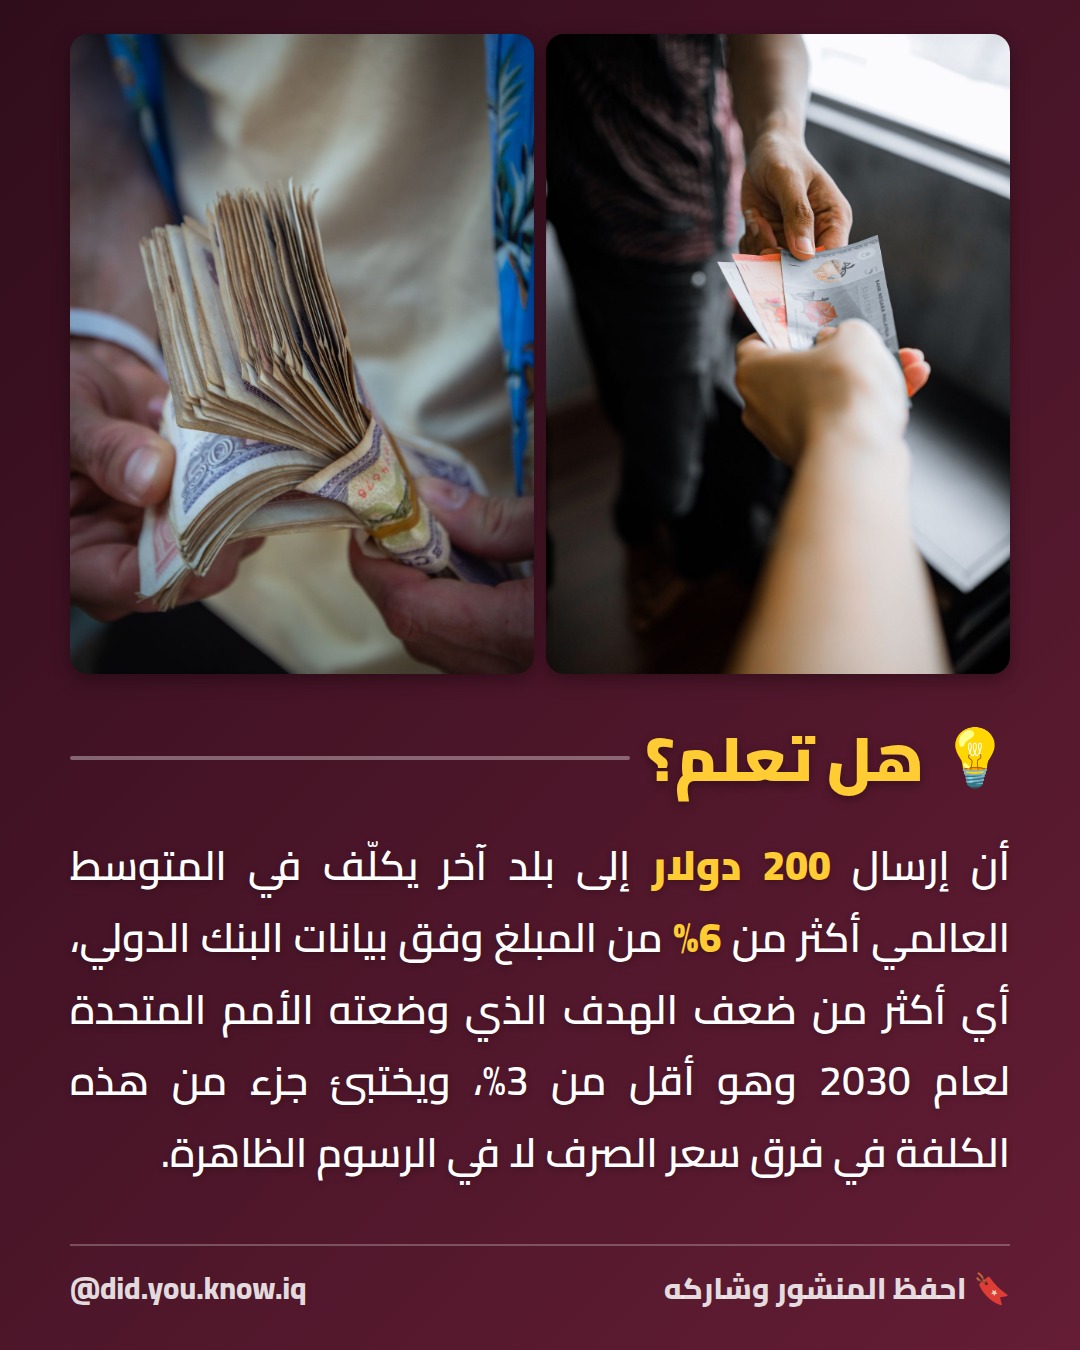 هل تعلم؟
أن إرسال 200 دولار إلى بلد آخر يكلّف في المتوسط
العالمي أكثر من 6% من المبلغ وفق بيانات البنك الدولي،
أي أكثر من ضعف الهدف الذي وضعته الأمم المتحدة
لعام 2030 وهو أقل من 3%، ويختبئ جزء من هذه
الكلفة في فرق سعر الصرف لا في الرسوم الظاهرة.
احفظ المنشور وشاركه
@did.you.know.iq